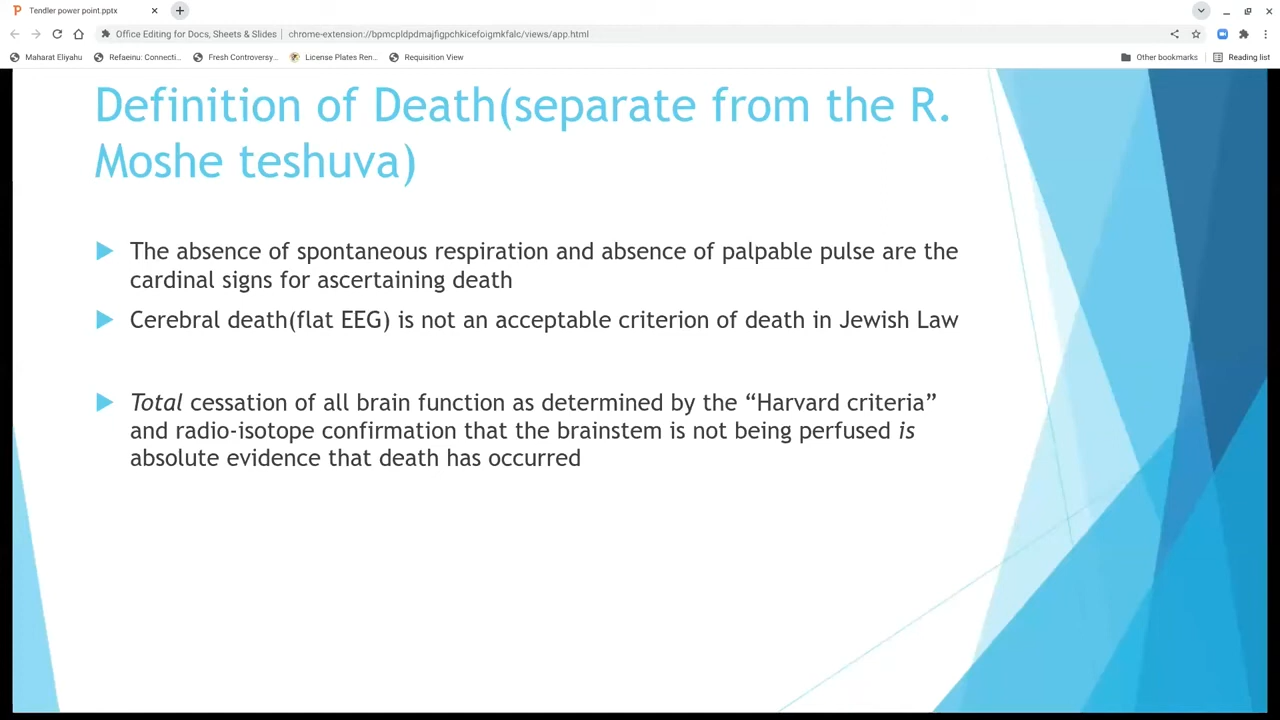 Tendler power point.pptx
Office Editing for Docs, Sheets & Slides | chrome-extension://bpmcpldpdmajfigpchkicefoigmkfalc/views/app.html
Maharat Eliyahu Refaeinu: Connecti... Fresh Controversy... License Plates Ren... Requisition View Other bookmarks Reading list
Definition of Death(separate from the R.
Moshe teshuva)
The absence of spontaneous respiration and absence of palpable pulse are the
cardinal signs for ascertaining death
Cerebral death(flat EEG) is not an acceptable criterion of death in Jewish Law
Total cessation of all brain function as determined by the “Harvard criteria”
and radio-isotope confirmation that the brainstem is not being perfused is
absolute evidence that death has occurred